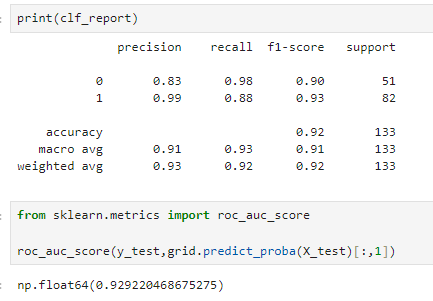 print(clf_report)
precision recall f1-score support
0 0.83 0.98 0.90 51
1 0.99 0.88 0.93 82
accuracy 0.92 133
macro avg 0.91 0.93 0.91 133
weighted avg 0.93 0.92 0.92 133
from sklearn.metrics import roc_auc_score
roc_auc_score(y_test,grid.predict_proba(X_test)[:,1])
np.float64(0.929220468675275)